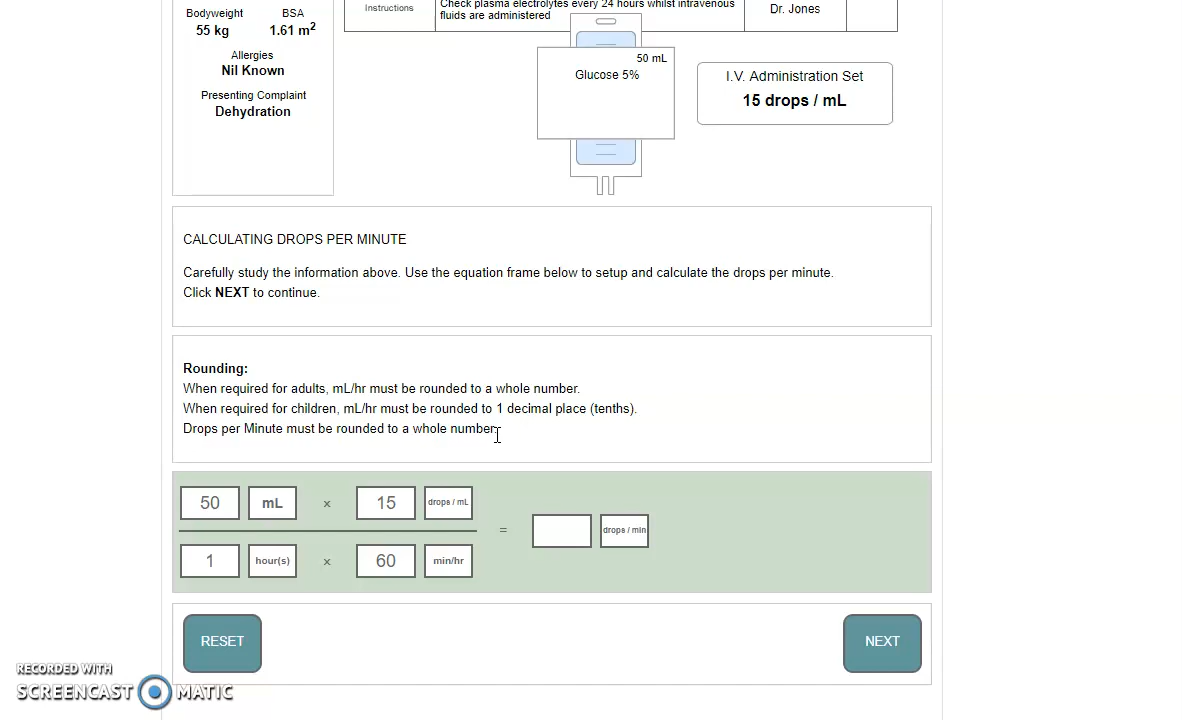 Bodyweight BSA
55 kg 1.61 m2
Allergies
Nil Known
Presenting Complaint
Dehydration
Instructions
Check plasma electrolytes every 24 hours whilst intravenous
fluids are administered
Dr. Jones
50 mL
Glucose 5%
I.V. Administration Set
15 drops / mL
CALCULATING DROPS PER MINUTE
Carefully study the information above. Use the equation frame below to setup and calculate the drops per minute.
Click NEXT to continue.
Rounding:
When required for adults, mL/hr must be rounded to a whole number.
When required for children, mL/hr must be rounded to 1 decimal place (tenths).
Drops per Minute must be rounded to a whole number.
50 mL x 15 drops / mL
= drops / min
1 hour(s) x 60 min/hr
RESET
NEXT
RECORDED WITH
SCREENCAST MATIC